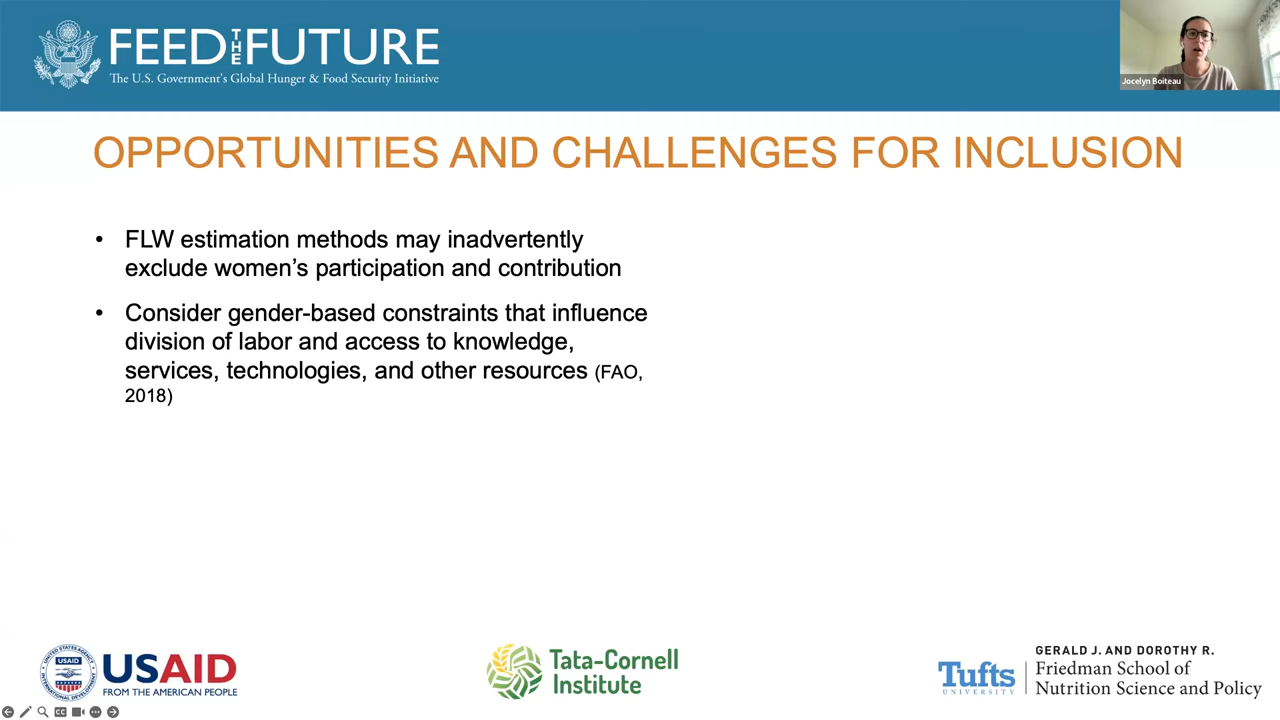 FEED THE FUTURE
The U.S. Government's Global Hunger & Food Security Initiative
Jocelyn Boiteau
OPPORTUNITIES AND CHALLENGES FOR INCLUSION
• FLW estimation methods may inadvertently
exclude women's participation and contribution
• Consider gender-based constraints that influence
division of labor and access to knowledge,
services, technologies, and other resources (FAO,
2018)
USAID
USAID
FROM THE AMERICAN PEOPLE
Tata-Cornell
Institute
Tufts
UNIVERSITY
GERALD J. AND DOROTHY R.
Friedman School of
Nutrition Science and Policy
CC